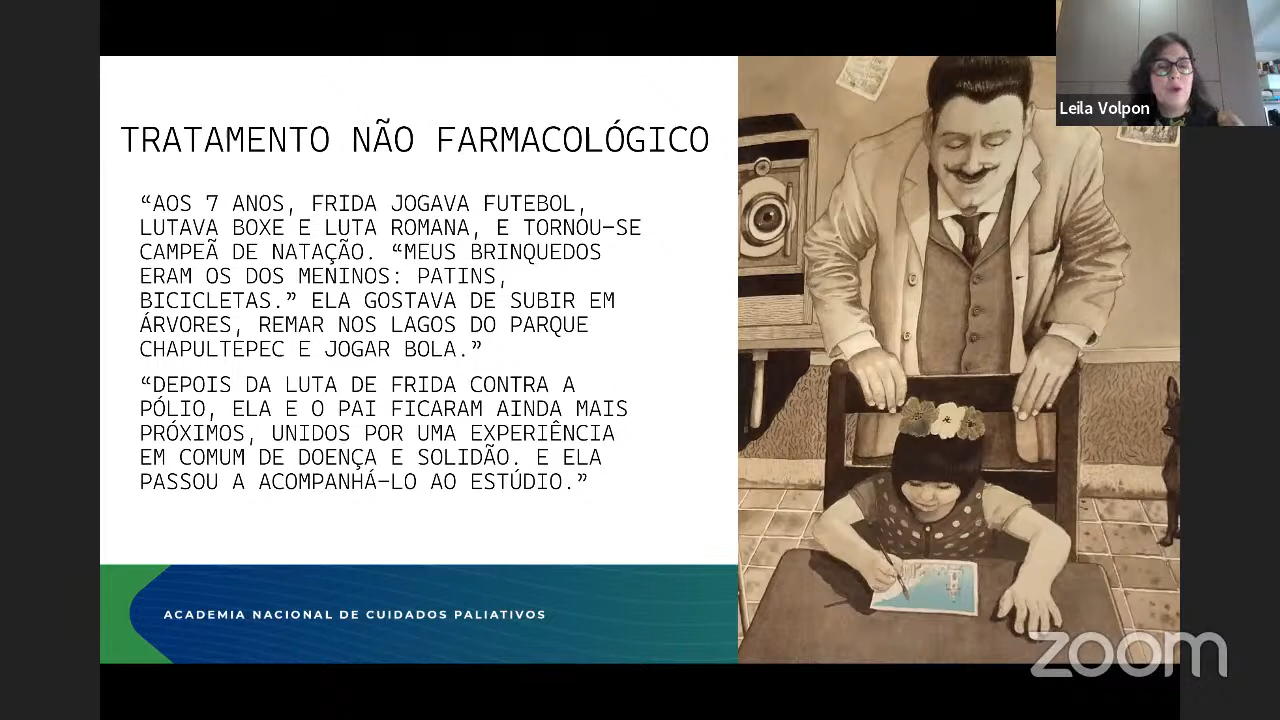 TRATAMENTO NÃO FARMACOLÓGICO
“AOS 7 ANOS, FRIDA JOGAVA FUTEBOL,
LUTAVA BOXE E LUTA ROMANA, E TORNOU-SE
CAMPEÃ DE NATAÇÃO. “MEUS BRINQUEDOS
ERAM OS DOS MENINOS: PATINS,
BICICLETAS.” ELA GOSTAVA DE SUBIR EM
ÁRVORES, REMAR NOS LAGOS DO PARQUE
CHAPULTEPEC E JOGAR BOLA.”
“DEPOIS DA LUTA DE FRIDA CONTRA A
PÓLIO, ELA E O PAI FICARAM AINDA MAIS
PRÓXIMOS, UNIDOS POR UMA EXPERIÊNCIA
EM COMUM DE DOENÇA E SOLIDÃO. E ELA
PASSOU A ACOMPANHÁ-LO AO ESTÚDIO.”
ACADEMIA NACIONAL DE CUIDADOS PALIATIVOS
Leila Volpon
zoom